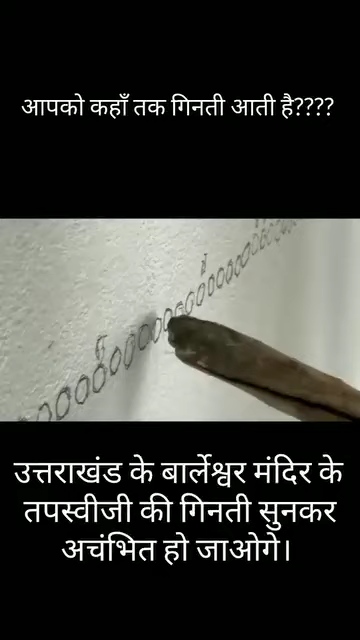 आपको कहाँ तक गिनती आती है????
उत्तराखंड के बार्लेश्वर मंदिर के
तपस्वीजी की गिनती सुनकर
अचंभित हो जाओगे।